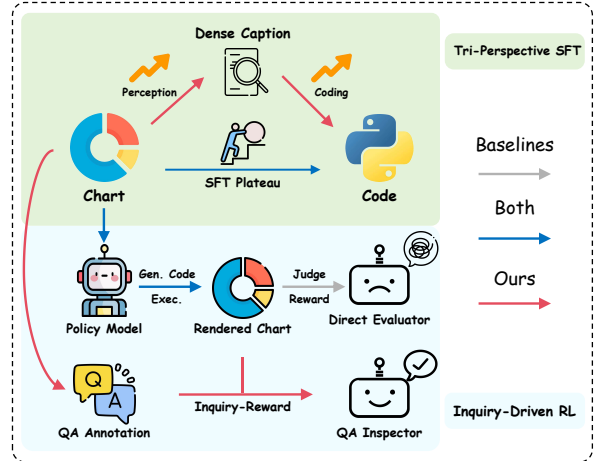 Dense Caption
Tri-Perspective SFT
Perception
Coding
Baselines
SFT Plateau
Chart
Code
Both
Gen. Code
Judge
Exec.
Reward
Ours
Policy Model
Rendered Chart
Direct Evaluator
Q
A
Inquiry-Reward
QA Annotation
QA Inspector
Inquiry-Driven RL